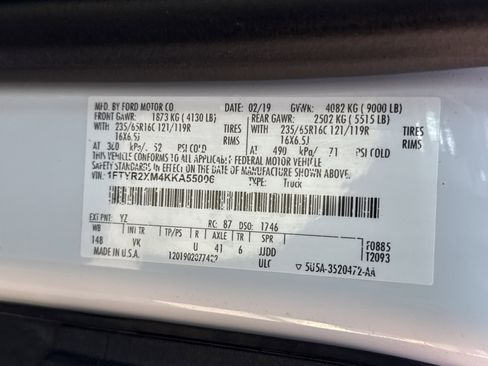 MFD. BY FORD MOTOR CO. DATE: 02/19 GVWR: 4082 KG ( 9000 LB)
FRONT GAWR: 1873 KG ( 4130 LB) REAR GAWR: 2502 KG ( 5515 LB)
WITH 235/65R16C 121/119R TIRES WITH 235/65R16C 121/119R TIRES
16X6.5J RIMS 16X6.5J RIMS
AT kPa/ 52 PSI COLD AT 490 kPa/ 71 PSI COLD
THIS VEHICLE CONFORMS TO ALL APPLICABLE FEDERAL MOTOR VEHICLE
SAFETY STANDARDS IN EFFECT ON THE DATE OF MANUFACTURE SHOWN ABOVE.
VIN: 1FTYR2XM4KKA55006 TYPE: Truck
EXT PNT: YZ RC: 87 DSO: 1746
WB INT TR TP/PS R AXLE TR SPR F0885
148 VK U 41 6 JJDD T2093
MADE IN U.S.A. ULC 5U5A-3520472-AA